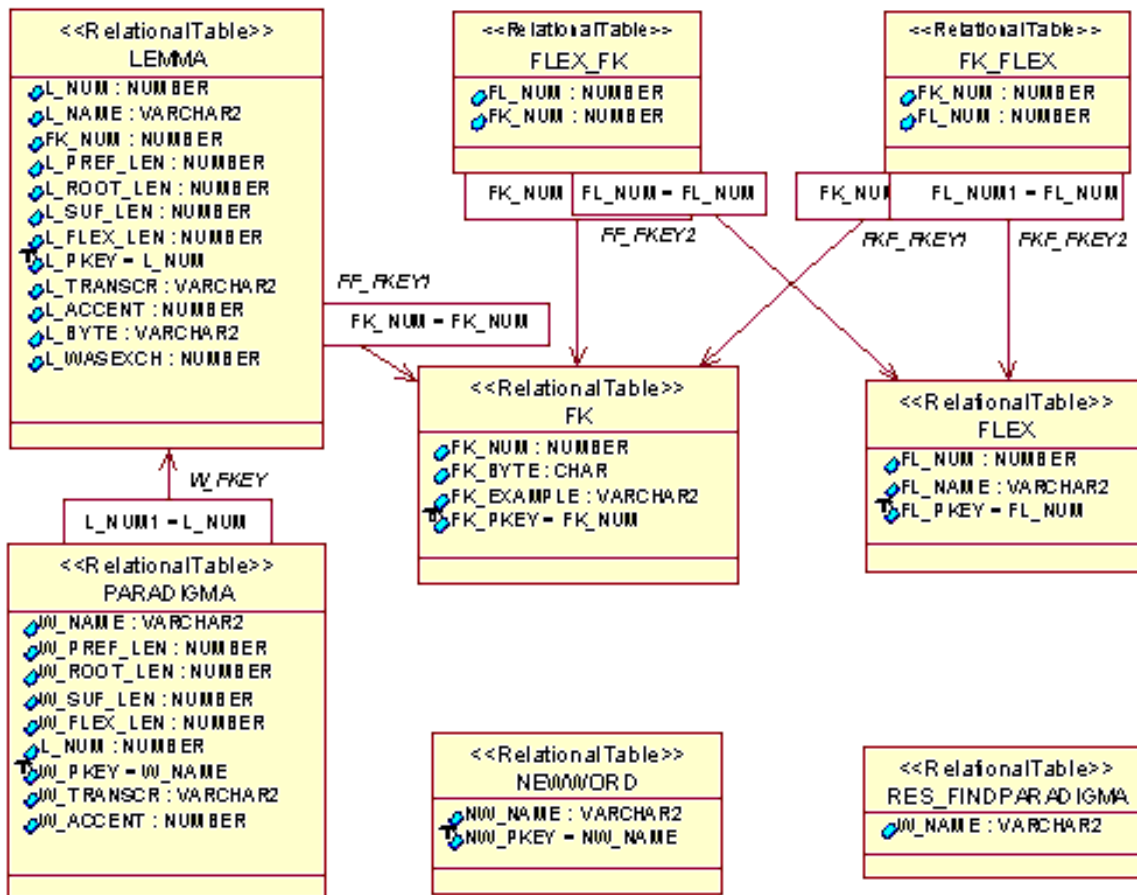 <<RelationalTable>>
LEMMA
L_NUM : NUMBER
L_NAME : VARCHAR2
FK_NUM : NUMBER
L_PREF_LEN : NUMBER
L_ROOT_LEN : NUMBER
L_SUF_LEN : NUMBER
L_FLEX_LEN : NUMBER
L_PKEY = L_NUM
L_TRANSCR : VARCHAR2
L_ACCENT : NUMBER
L_BYTE : VARCHAR2
L_WASEXCH : NUMBER
<<RelationalTable>>
FLEX_FK
FL_NUM : NUMBER
FK_NUM : NUMBER
<<RelationalTable>>
FK_FLEX
FK_NUM : NUMBER
FL_NUM : NUMBER
FK_NUM
FL_NUM = FL_NUM
FK_NUM
FL_NUM1 = FL_NUM
FF_FKEY2
FKF_FKEY1
FKF_FKEY2
FF_FKEY1
FK_NUM = FK_NUM
<<RelationalTable>>
FK
FK_NUM : NUMBER
FK_BYTE : CHAR
FK_EXAMPLE : VARCHAR2
FK_PKEY = FK_NUM
<<RelationalTable>>
FLEX
FL_NUM : NUMBER
FL_NAME : VARCHAR2
FL_PKEY = FL_NUM
W_FKEY
L_NUM1 = L_NUM
<<RelationalTable>>
PARADIGMA
W_NAME : VARCHAR2
W_PREF_LEN : NUMBER
W_ROOT_LEN : NUMBER
W_SUF_LEN : NUMBER
W_FLEX_LEN : NUMBER
L_NUM : NUMBER
W_PKEY = W_NAME
W_TRANSCR : VARCHAR2
W_ACCENT : NUMBER
<<RelationalTable>>
NEWWORD
NW_NAME : VARCHAR2
NW_PKEY = NW_NAME
<<RelationalTable>>
RES_FINDPARADIGMA
W_NAME : VARCHAR2